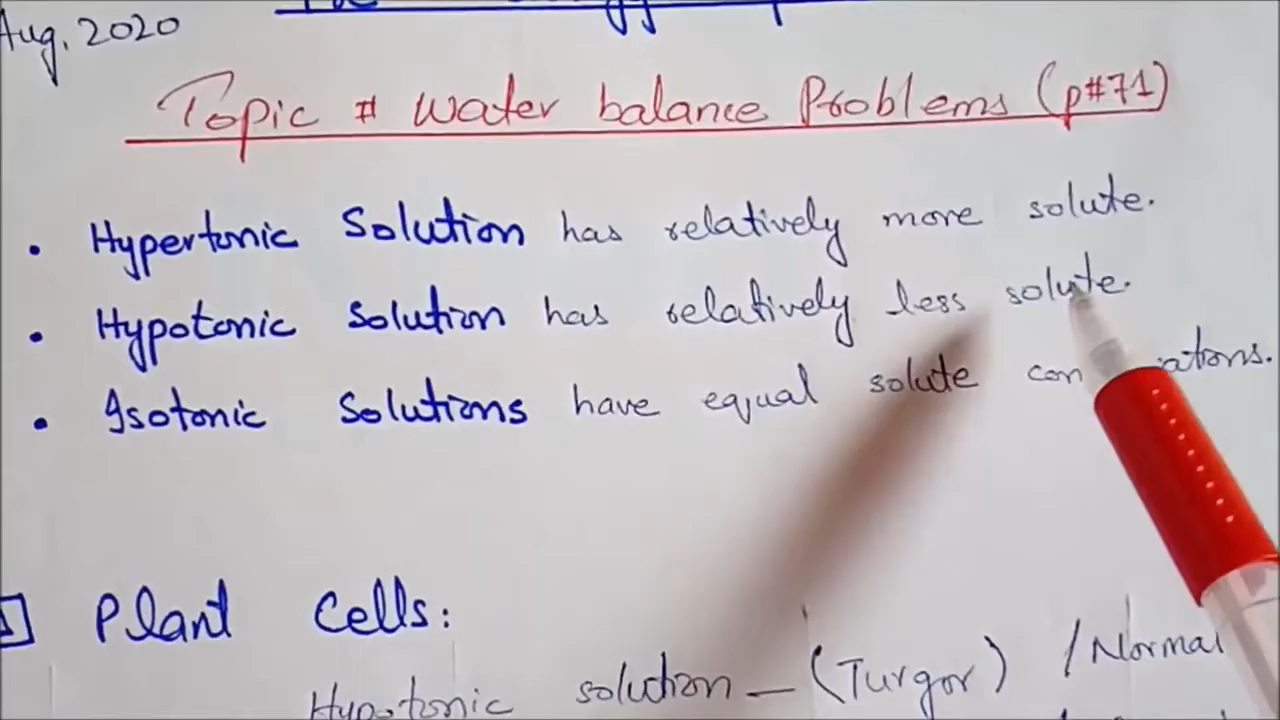 Aug, 2020
Topic # Water balance Problems (p#71)
• Hypertonic Solution has relatively more solute.
• Hypotonic Solution has relatively less solute.
• Isotonic Solutions have equal solute
Plant Cells:
Hypotonic solution — (Turgor) / Normal